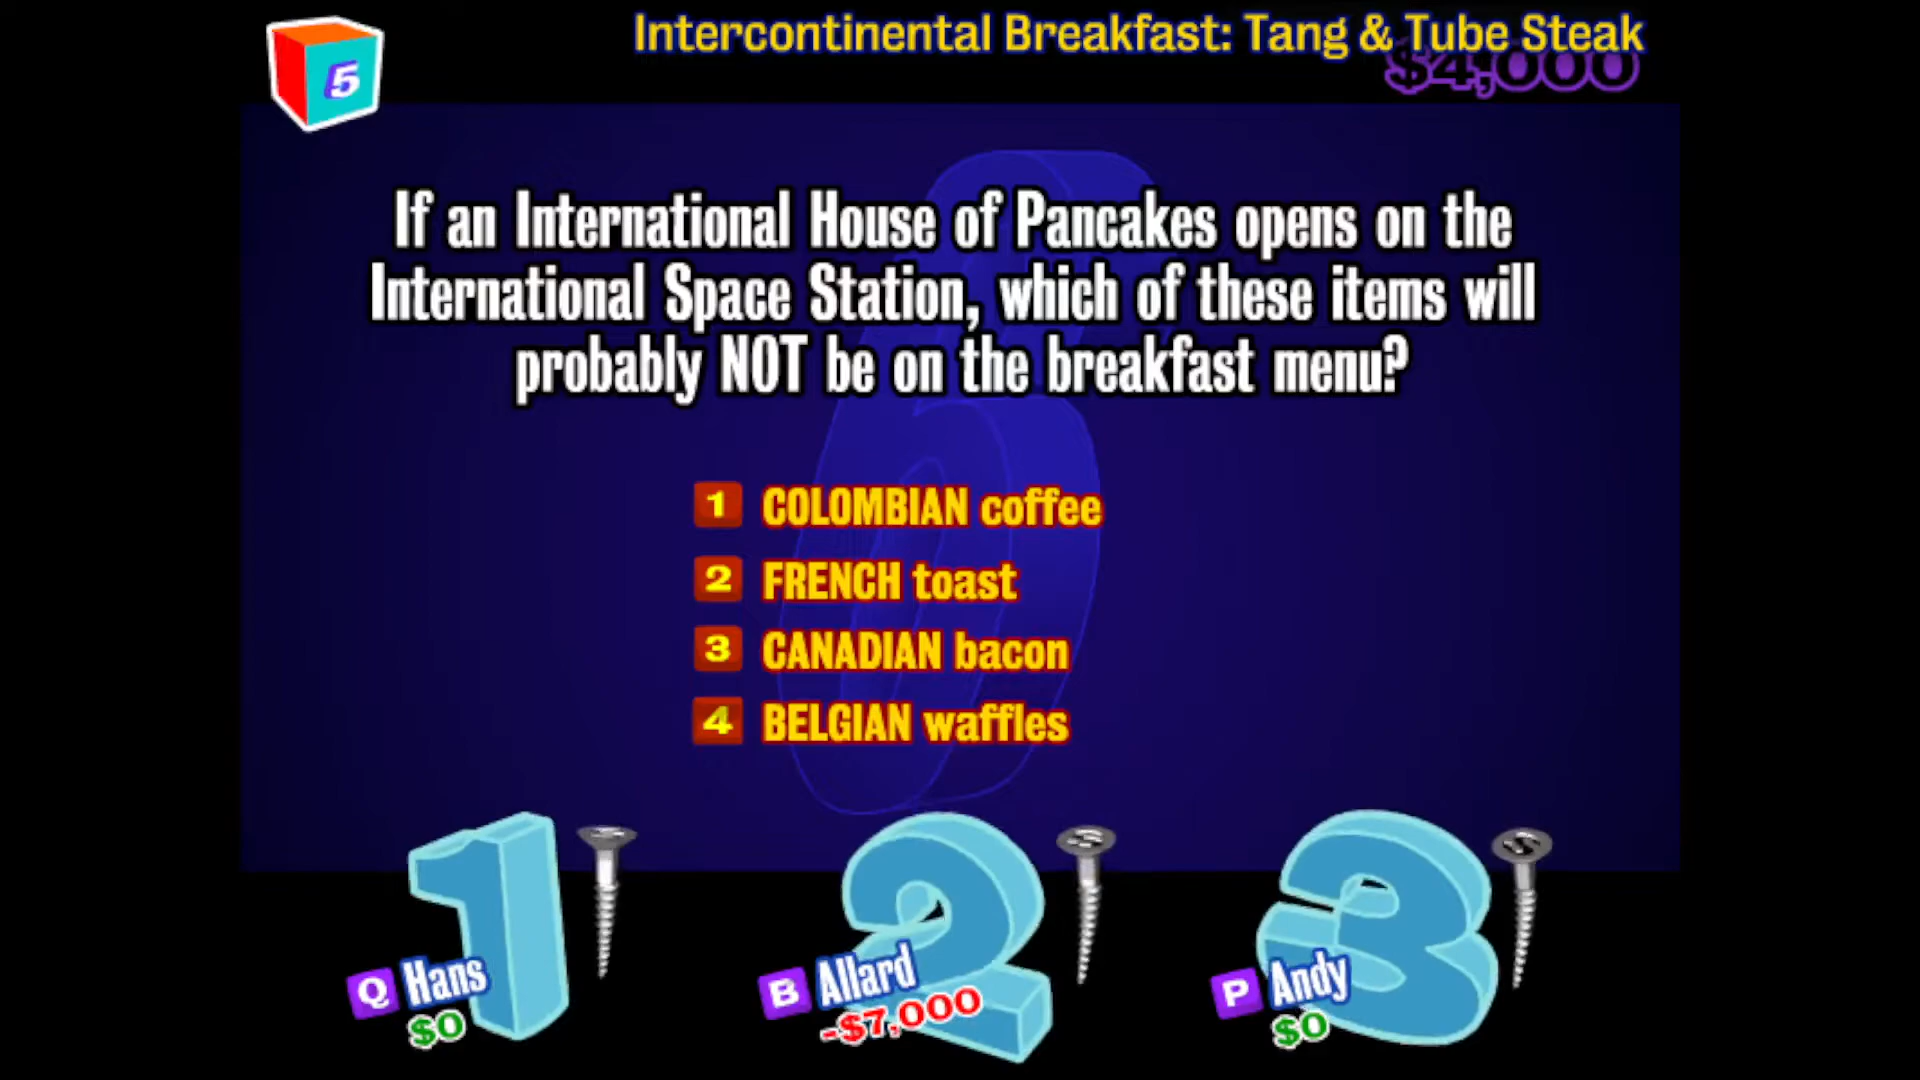 5
Intercontinental Breakfast: Tang & Tube Steak
$4,000
If an International House of Pancakes opens on the
International Space Station, which of these items will
probably NOT be on the breakfast menu?
1 COLOMBIAN coffee
2 FRENCH toast
3 CANADIAN bacon
4 BELGIAN waffles
1
2
3
Q Hans
$0
B Allard
-$7,000
P Andy
$0